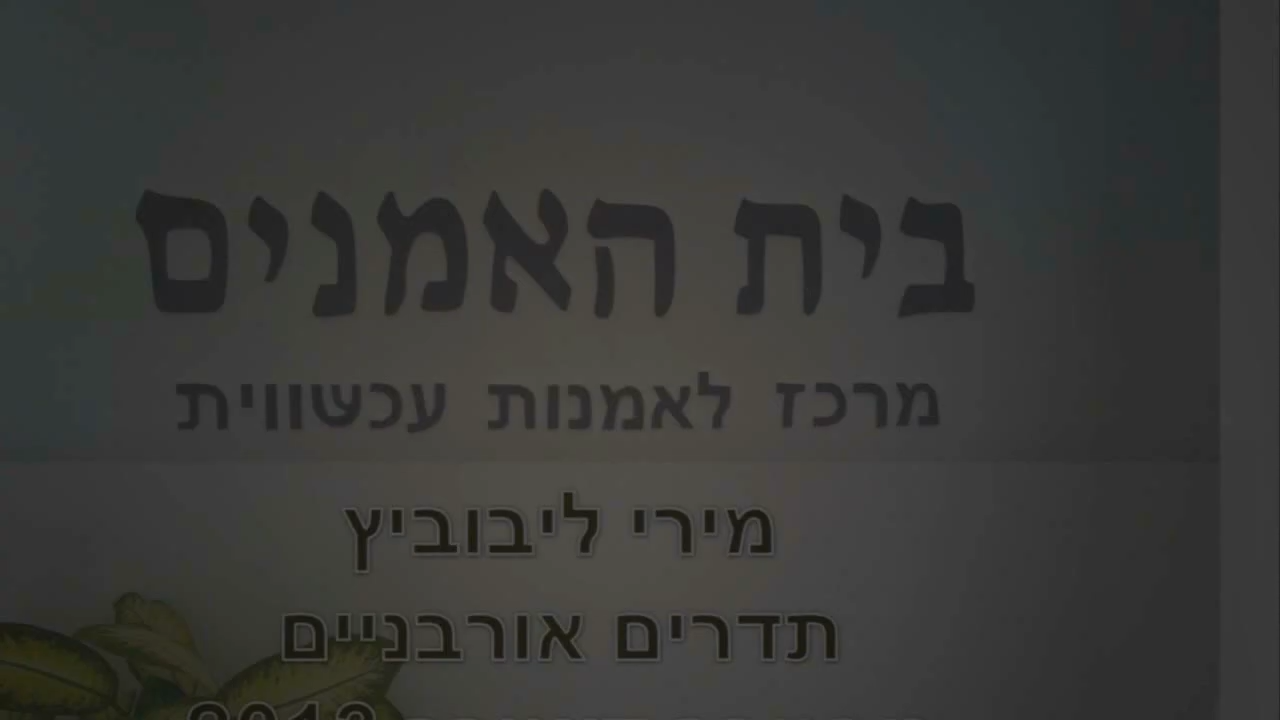 בית האמנים
מרכז לאמנות עכשווית
מירי ליבוביץ
תדרים אורבניים